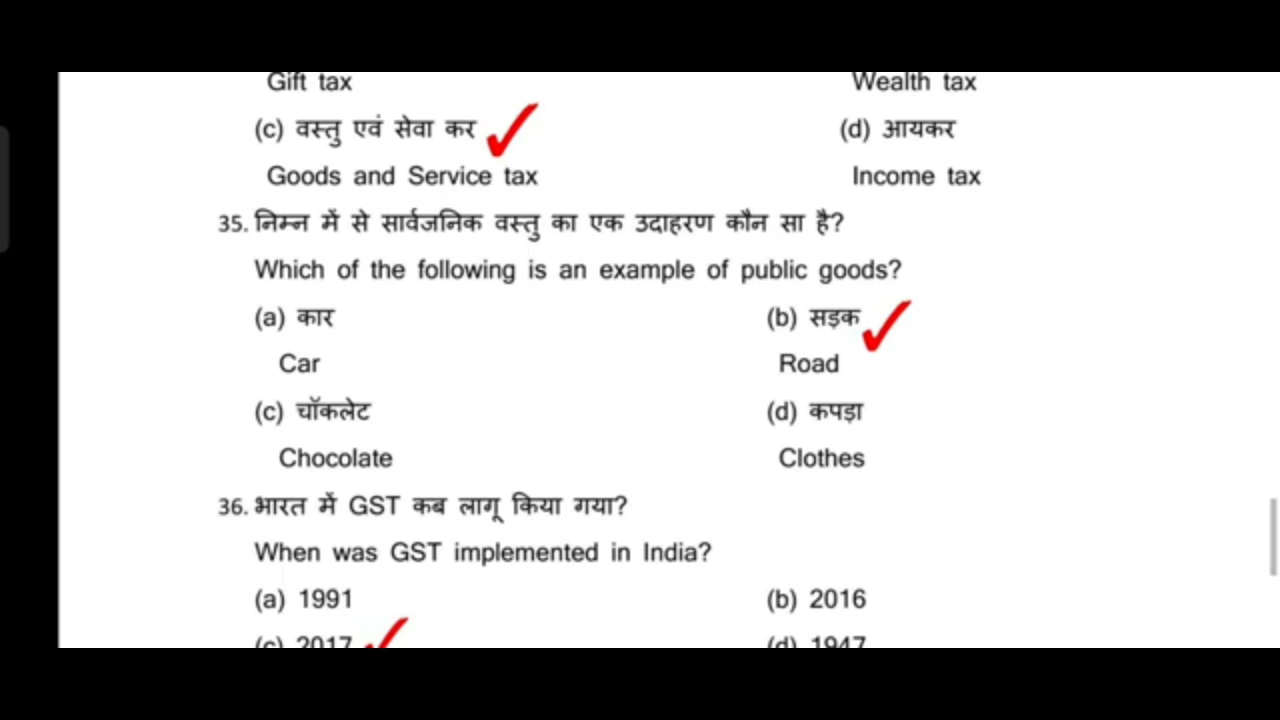 Gift tax Wealth tax
(c) वस्तु एवं सेवा कर (d) आयकर
Goods and Service tax Income tax
35. निम्न में से सार्वजनिक वस्तु का एक उदाहरण कौन सा है?
Which of the following is an example of public goods?
(a) कार (b) सड़क
Car Road
(c) चॉकलेट (d) कपड़ा
Chocolate Clothes
36. भारत में GST कब लागू किया गया?
When was GST implemented in India?
(a) 1991 (b) 2016
(c) 2017 (d) 1947